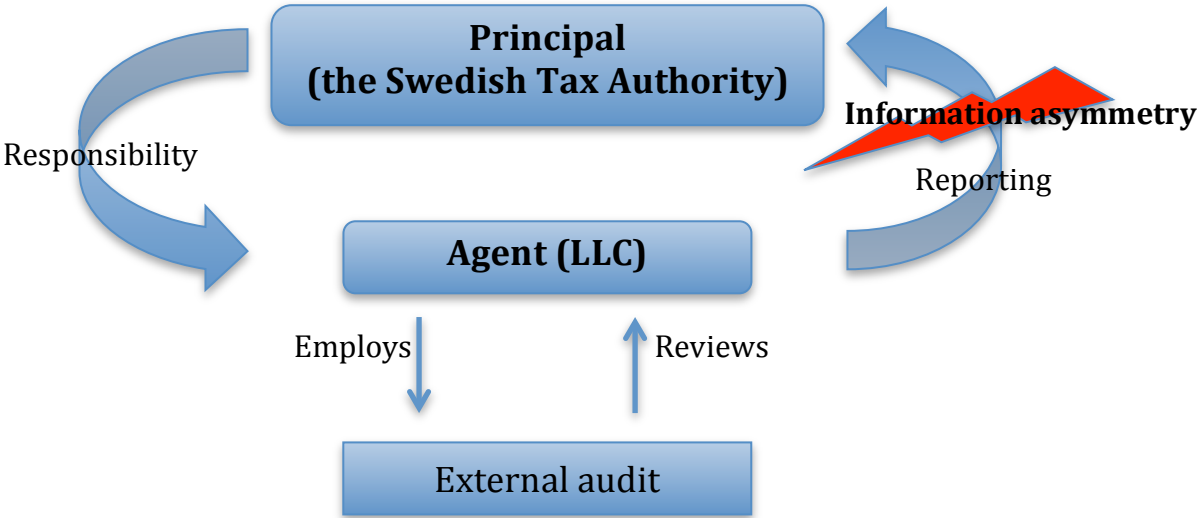 Principal
(the Swedish Tax Authority)
Information asymmetry
Responsibility
Reporting
Agent (LLC)
Employs
Reviews
External audit